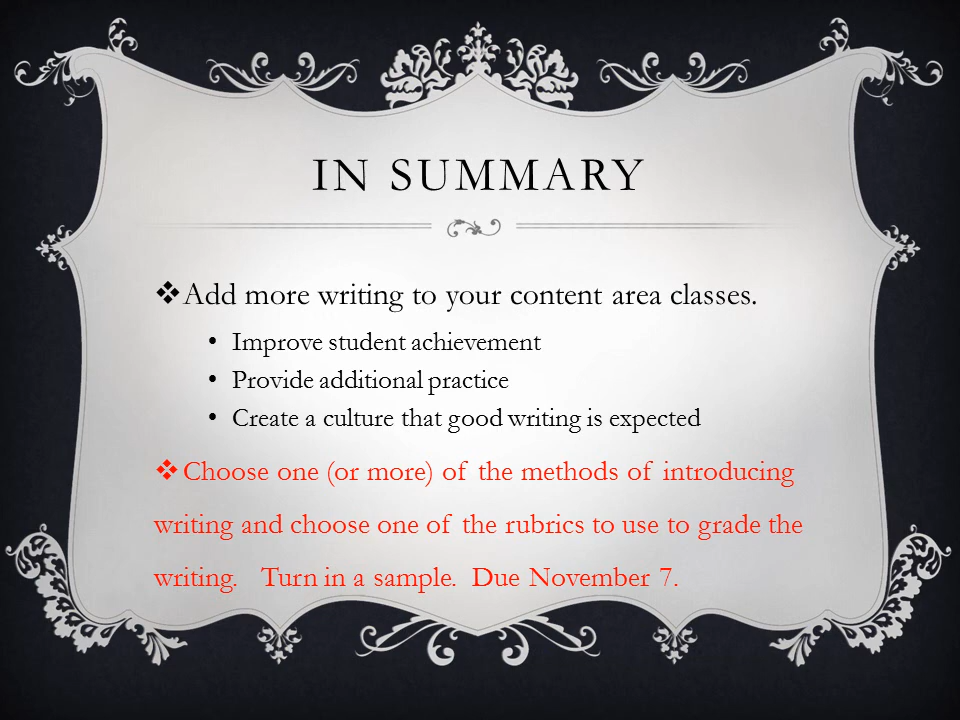 IN SUMMARY
❖Add more writing to your content area classes.
• Improve student achievement
• Provide additional practice
• Create a culture that good writing is expected
❖Choose one (or more) of the methods of introducing
writing and choose one of the rubrics to use to grade the
writing.   Turn in a sample.  Due November 7.